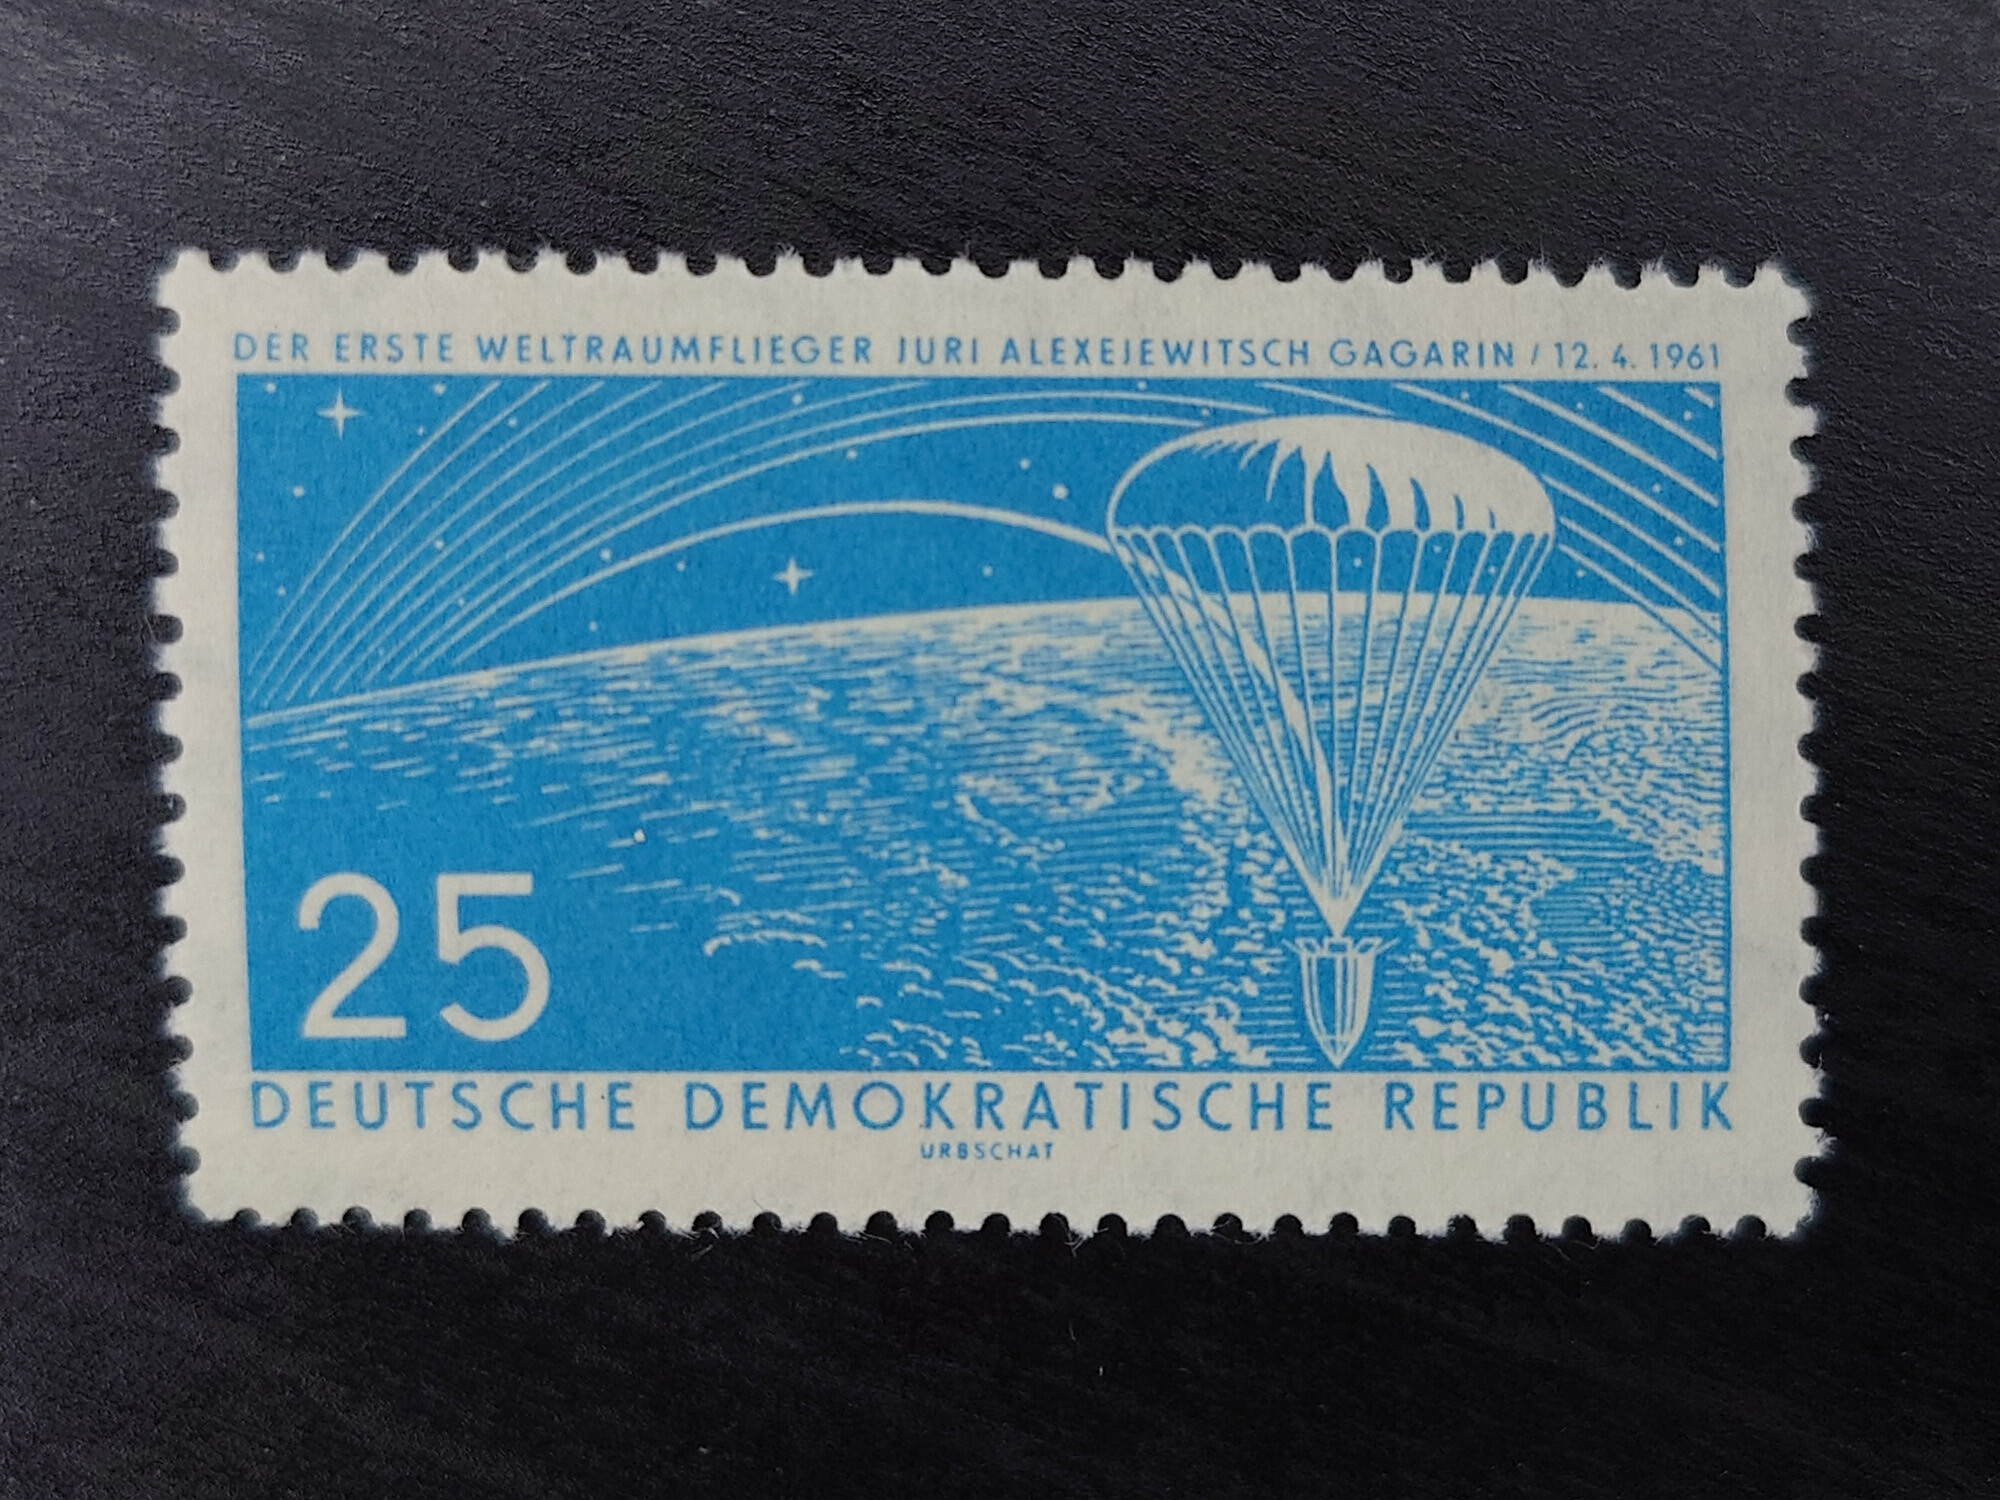 DER ERSTE WELTRAUMFLIEGER JURI ALEXEJEWITSCH GAGARIN / 12. 4. 1961
25
DEUTSCHE DEMOKRATISCHE REPUBLIK
URBSCHAT